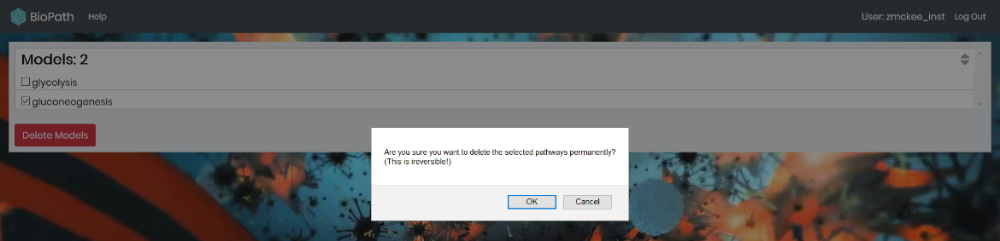 BioPath Help User: zmckee_inst Log Out
Models: 2
glycolysis
gluconeogenesis
Delete Models
Are you sure you want to delete the selected pathways permanently?
(This is ireversible!)
OK Cancel